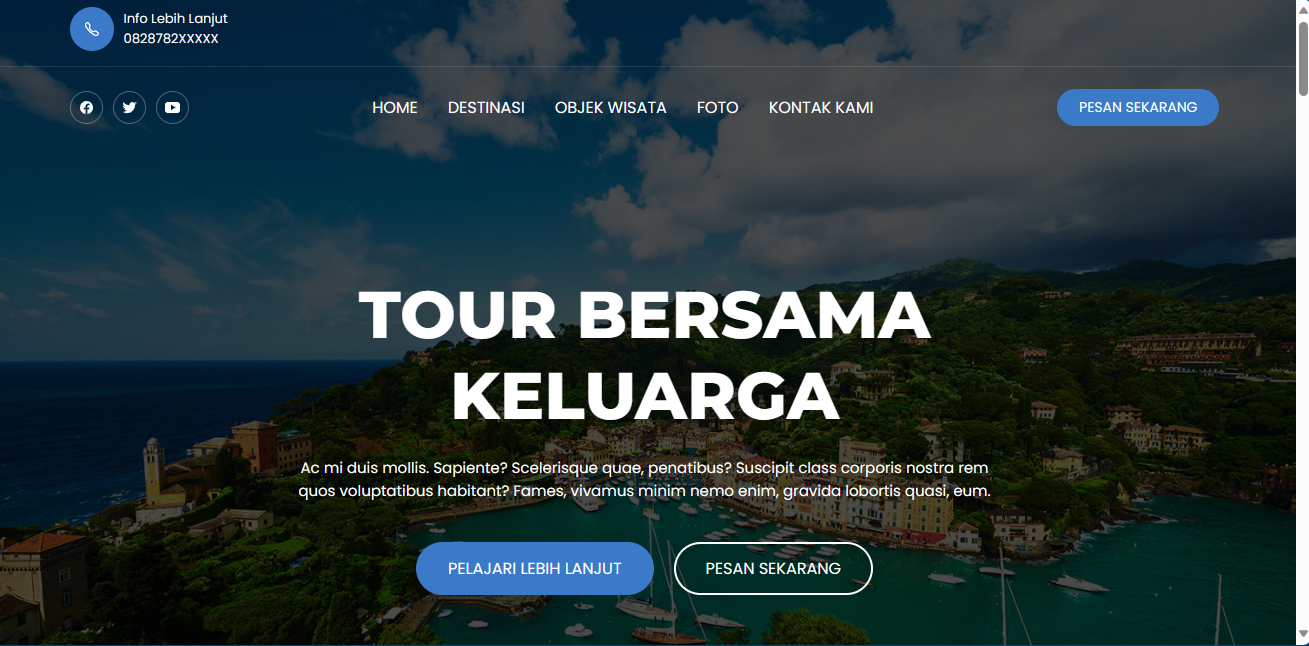 Info Lebih Lanjut
0828782XXXXX
HOME DESTINASI OBJEK WISATA FOTO KONTAK KAMI PESAN SEKARANG
TOUR BERSAMA
KELUARGA
Ac mi duis mollis. Sapiente? Scelerisque quae, penatibus? Suscipit class corporis nostra rem
quos voluptatibus habitant? Fames, vivamus minim nemo enim, gravida lobortis quasi, eum.
PELAJARI LEBIH LANJUT PESAN SEKARANG